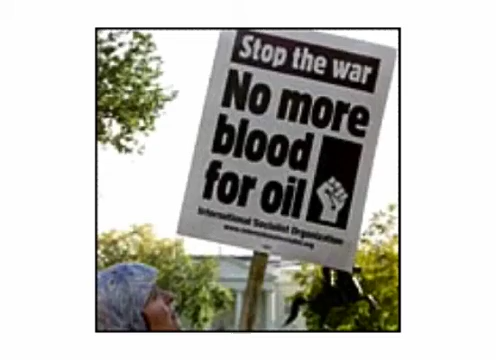 Stop the war
No more
blood
for oil
International Socialist Organization